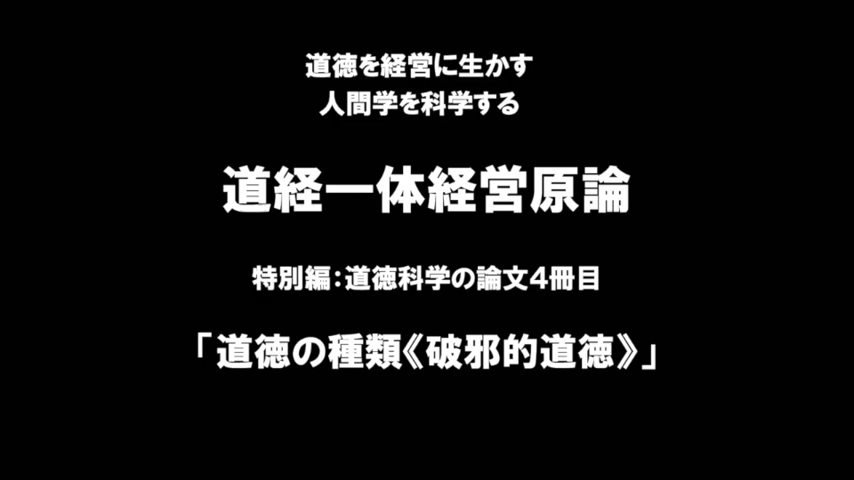 道徳を経営に生かす
人間学を科学する
道経一体経営原論
特別編：道徳科学の論文4冊目
「道徳の種類《破邪的道徳》」